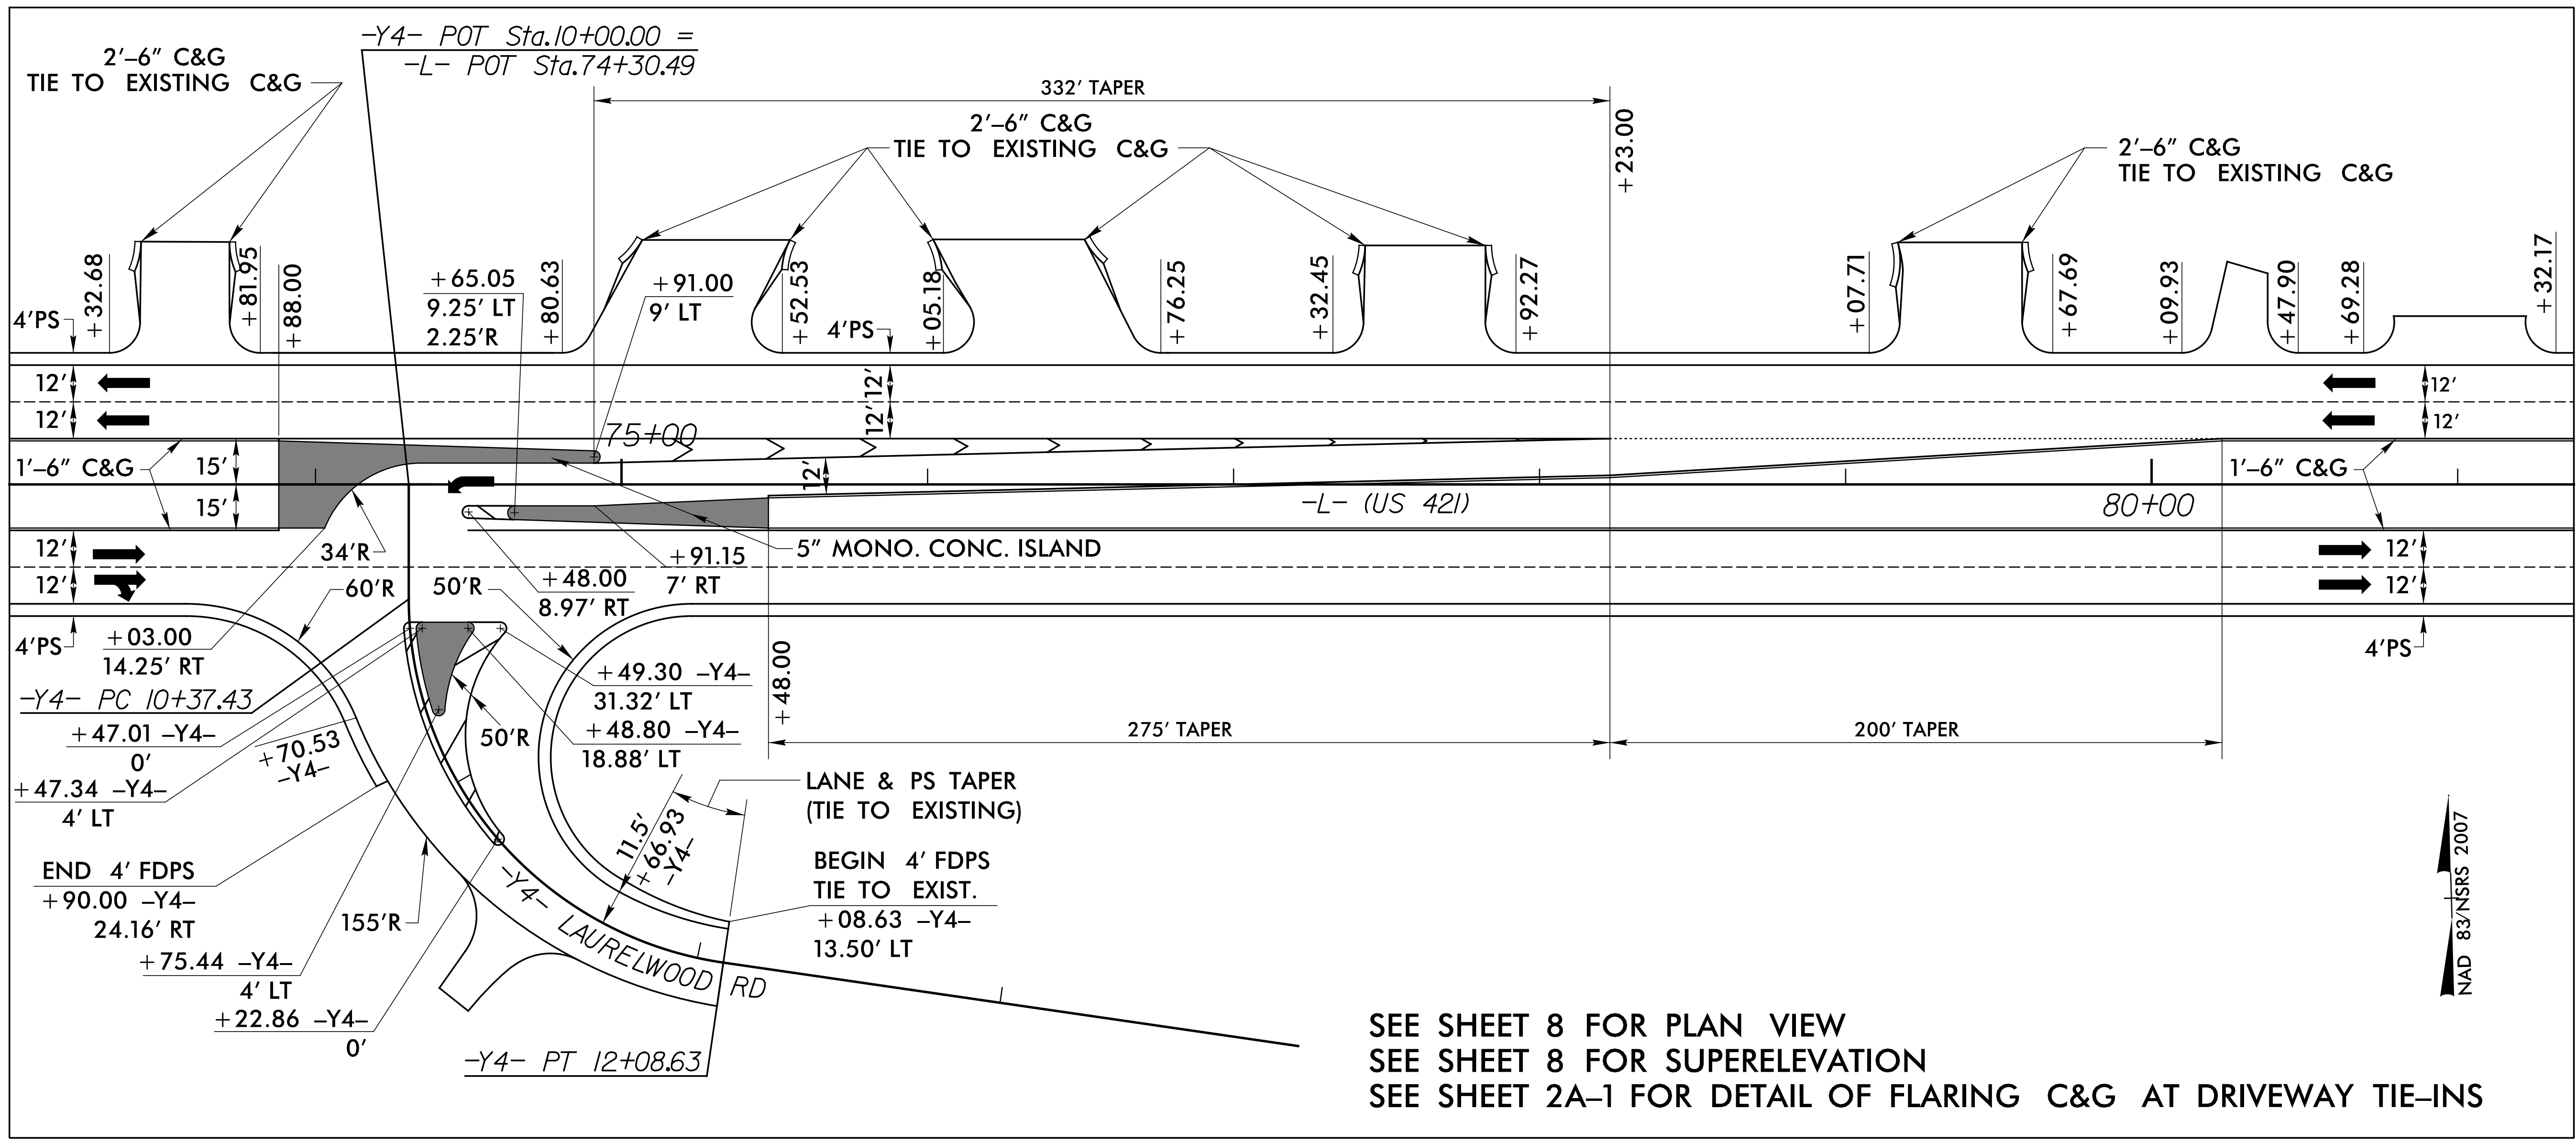 -Y4- POT Sta.10+00.00 =
-L- POT Sta.74+30.49
2'-6" C&G
TIE TO EXISTING C&G
332' TAPER
2'-6" C&G
TIE TO EXISTING C&G
+23.00
2'-6" C&G
TIE TO EXISTING C&G
+32.68
+81.95
+88.00
+65.05
9.25' LT
2.25'R
+80.63
+91.00
9' LT
+52.53
+05.18
+76.25
+32.45
+92.27
+07.71
+67.69
+09.93
+47.90
+69.28
+32.17
4'PS
4'PS
12'
12'
12'
12'
12'
12'
75+00
1'-6" C&G
15'
15'
12'
1'-6" C&G
-L- (US 421)
80+00
12'
12'
34'R
5" MONO. CONC. ISLAND
12'
12'
+91.15
7' RT
+48.00
8.97' RT
60'R
50'R
4'PS
+03.00
14.25' RT
4'PS
-Y4- PC 10+37.43
+49.30 -Y4-
31.32' LT
+48.00
+47.01 -Y4-
0'
+70.53
-Y4-
50'R
+48.80 -Y4-
18.88' LT
275' TAPER
200' TAPER
+47.34 -Y4-
4' LT
LANE & PS TAPER
(TIE TO EXISTING)
11.5'
+66.93
-Y4-
END 4' FDPS
+90.00 -Y4-
24.16' RT
155'R
BEGIN 4' FDPS
TIE TO EXIST.
+08.63 -Y4-
13.50' LT
-Y4- LAURELWOOD RD
+75.44 -Y4-
4' LT
+22.86 -Y4-
0'
-Y4- PT 12+08.63
NAD 83/NSRS 2007
SEE SHEET 8 FOR PLAN VIEW
SEE SHEET 8 FOR SUPERELEVATION
SEE SHEET 2A-1 FOR DETAIL OF FLARING C&G AT DRIVEWAY TIE-INS